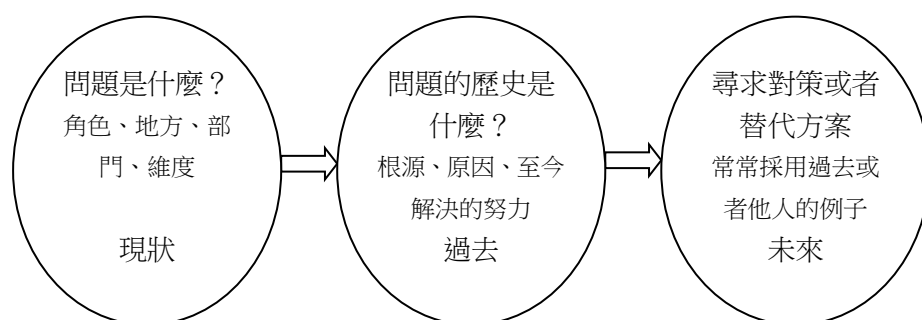 問題是什麼？
角色、地方、部
門、維度
現狀
問題的歷史是
什麼？
根源、原因、至今
解決的努力
過去
尋求對策或者
替代方案
常常採用過去或
者他人的例子
未來